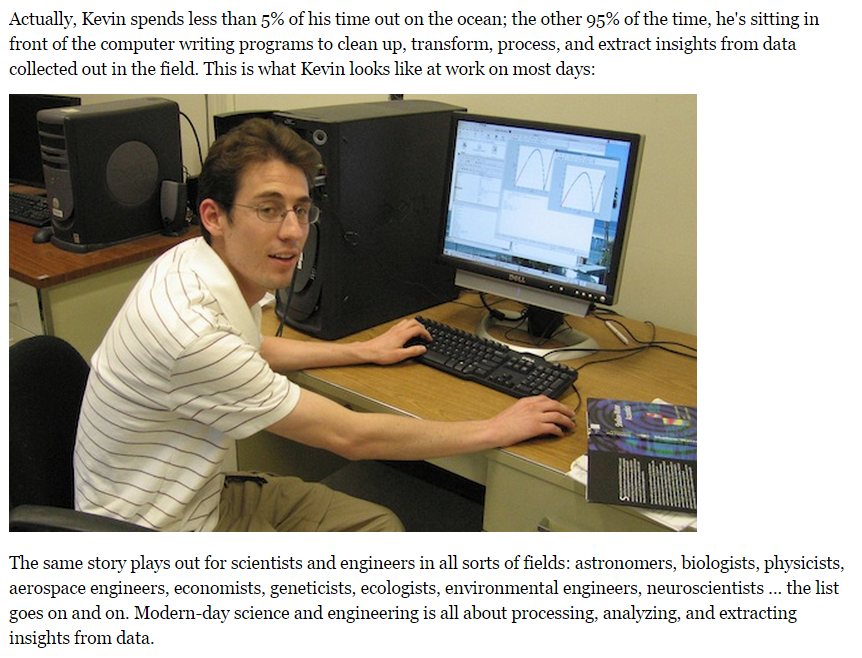 Actually, Kevin spends less than 5% of his time out on the ocean; the other 95% of the time, he's sitting in
front of the computer writing programs to clean up, transform, process, and extract insights from data
collected out in the field. This is what Kevin looks like at work on most days:
DELL
The same story plays out for scientists and engineers in all sorts of fields: astronomers, biologists, physicists,
aerospace engineers, economists, geneticists, ecologists, environmental engineers, neuroscientists ... the list
goes on and on. Modern-day science and engineering is all about processing, analyzing, and extracting
insights from data.